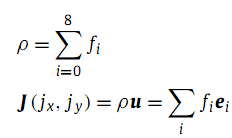 ρ = ∑_{i=0}^{8} f_i
J(j_x, j_y) = ρu = ∑_i f_i e_i